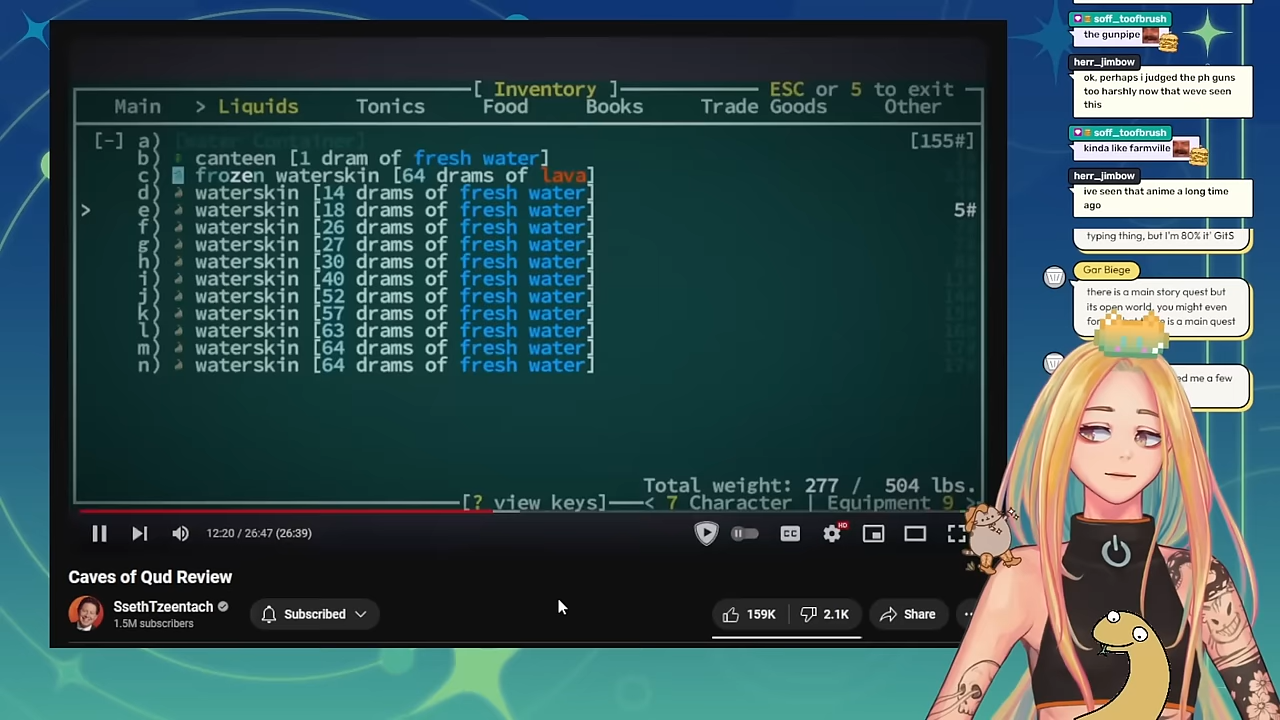 [ Inventory ]
ESC or 5 to exit
Main > Liquids Tonics Food Books Trade Goods Other
[-] a) [155#]
b) canteen [1 dram of fresh water]
c) frozen waterskin [64 drams of lava]
d) waterskin [14 drams of fresh water]
> e) waterskin [18 drams of fresh water] 5#
f) waterskin [26 drams of fresh water]
g) waterskin [27 drams of fresh water]
h) waterskin [30 drams of fresh water]
i) waterskin [40 drams of fresh water]
j) waterskin [52 drams of fresh water]
k) waterskin [57 drams of fresh water]
l) waterskin [63 drams of fresh water]
m) waterskin [64 drams of fresh water]
n) waterskin [64 drams of fresh water]
Total weight: 277 / 504 lbs.
[? view keys] < 7 Character | Equipment 9 >
12:20 / 26:47 (26:39)
CC
HD
Caves of Qud Review
SsethTzeentach
1.5M subscribers
Subscribed
159K
2.1K
Share
soff_toofbrush
the gunpipe
herr_jimbow
ok, perhaps i judged the ph guns
too harshly now that weve seen
this
soff_toofbrush
kinda like farmville
herr_jimbow
ive seen that anime a long time
ago
typing thing, but I'm 80% it' GitS
Gar Biege
there is a main story quest but
its open world, you might even
is a main quest
me a few